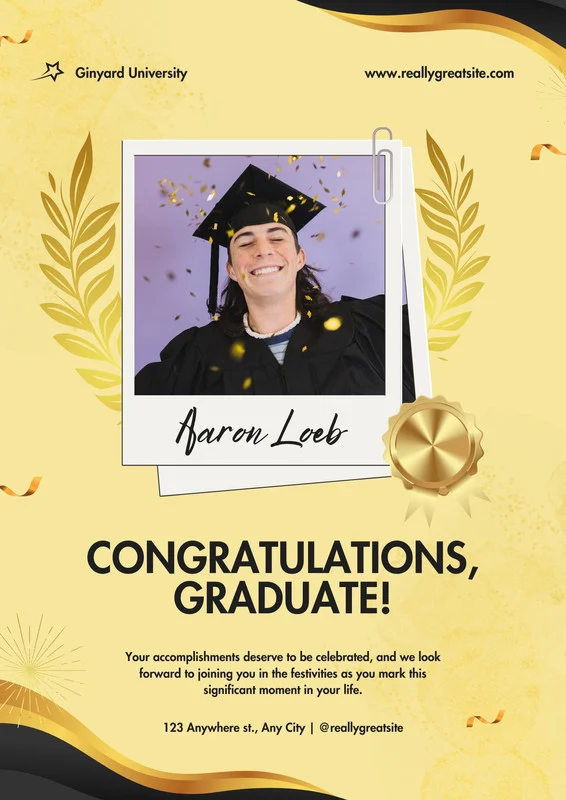 Ginyard University
www.reallygreatsite.com
Aaron Loeb
CONGRATULATIONS,
GRADUATE!
Your accomplishments deserve to be celebrated, and we look
forward to joining you in the festivities as you mark this
significant moment in your life.
123 Anywhere st., Any City | @reallygreatsite